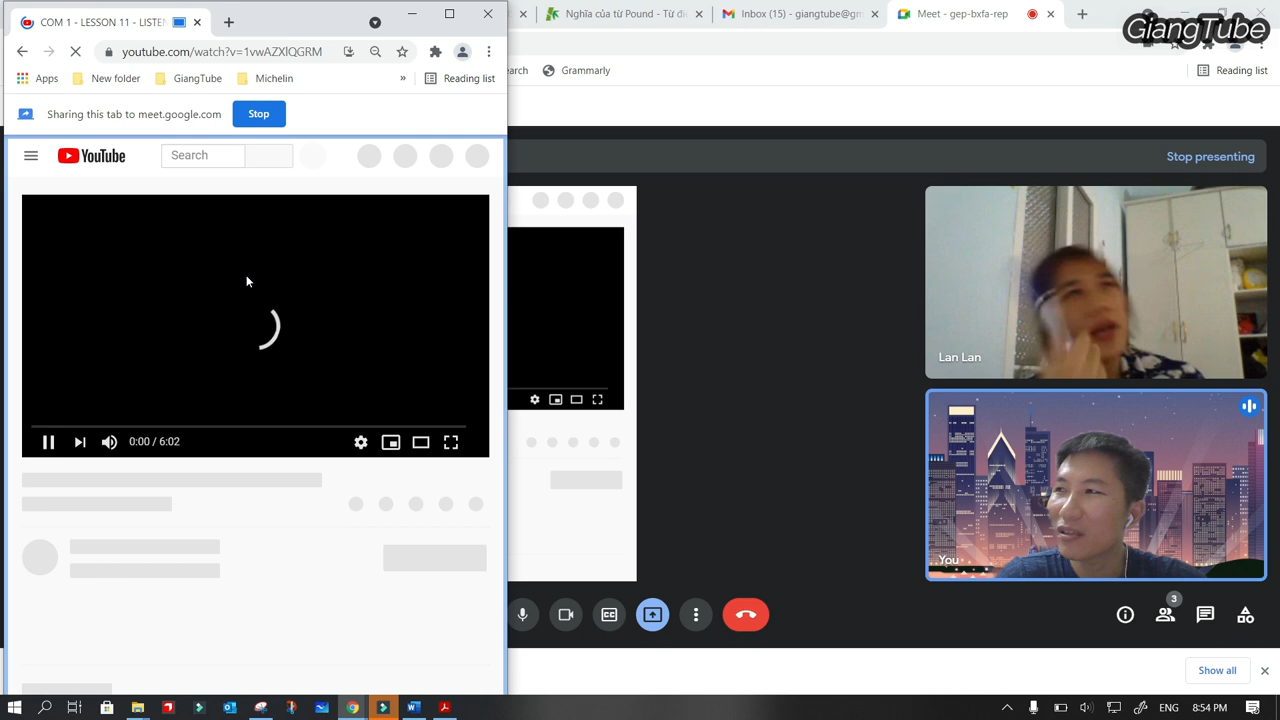 COM 1 - LESSON 11 - LISTEN
Nghĩa của từ Pound - Từ điể
Inbox (15) - giangtube@gm
Meet - gep-bxfa-rep
GiangTube
youtube.com/watch?v=1vwAZXlQGRM
earch
Grammarly
Reading list
Apps
New folder
GiangTube
Michelin
»
Reading list
Sharing this tab to meet.google.com
Stop
YouTube
Search
Stop presenting
Lan Lan
0:00 / 6:02
You
3
Show all
ENG
8:54 PM